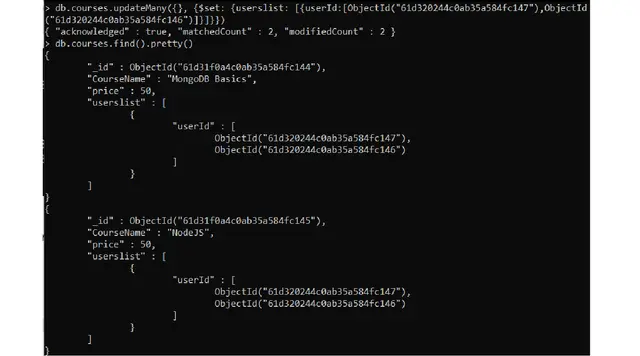 > db.courses.updateMany({}, {$set: {userslist: [{userId:[ObjectId("61d320244c0ab35a584fc147"),ObjectId
("61d320244c0ab35a584fc146")]}]}})
{ "acknowledged" : true, "matchedCount" : 2, "modifiedCount" : 2 }
> db.courses.find().pretty()
{
"_id" : ObjectId("61d31f0a4c0ab35a584fc144"),
"CourseName" : "MongoDB Basics",
"price" : 50,
"userslist" : [
{
"userId" : [
ObjectId("61d320244c0ab35a584fc147"),
ObjectId("61d320244c0ab35a584fc146")
]
}
]
}
{
"_id" : ObjectId("61d31f0a4c0ab35a584fc145"),
"CourseName" : "NodeJS",
"price" : 50,
"userslist" : [
{
"userId" : [
ObjectId("61d320244c0ab35a584fc147"),
ObjectId("61d320244c0ab35a584fc146")
]
}
]
}